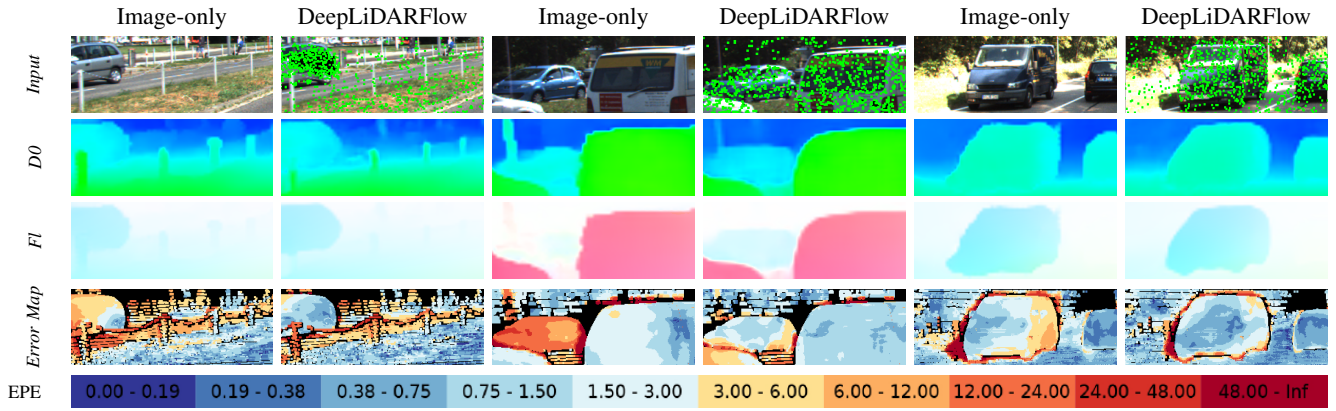 Image-only DeepLiDARFlow Image-only DeepLiDARFlow Image-only DeepLiDARFlow
Input
D0
Fl
Error Map
EPE 0.00 - 0.19 0.19 - 0.38 0.38 - 0.75 0.75 - 1.50 1.50 - 3.00 3.00 - 6.00 6.00 - 12.00 12.00 - 24.00 24.00 - 48.00 48.00 - Inf